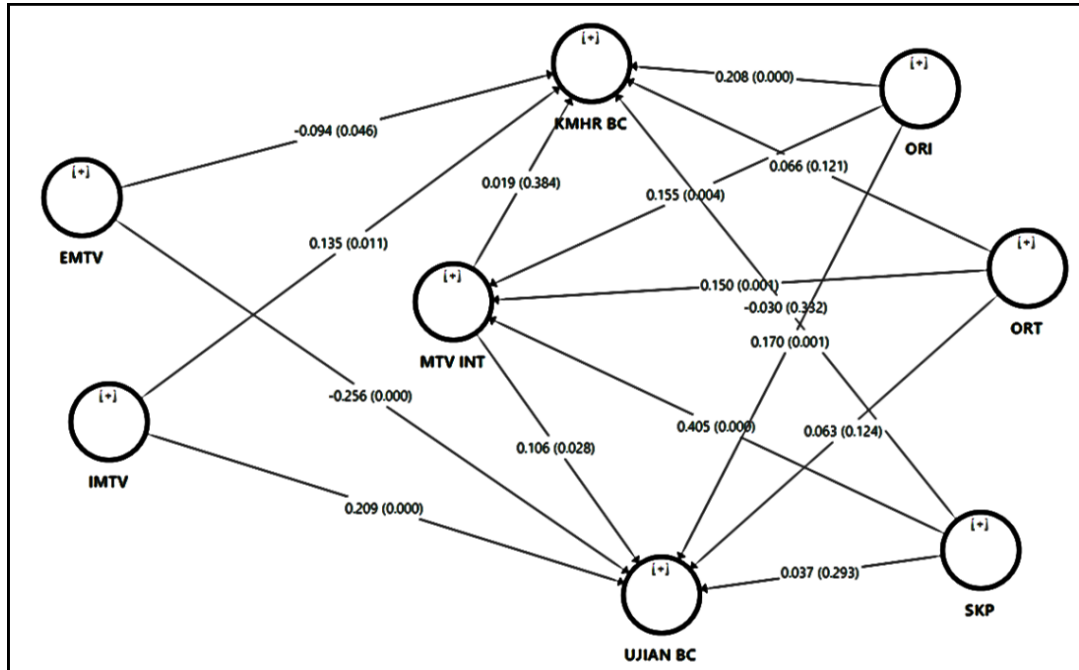 [+]
KMHR BC
[+]
ORI
0.208 (0.000)
-0.094 (0.046)
0.066 (0.121)
0.019 (0.384)
0.155 (0.004)
[+]
EMTV
0.135 (0.011)
[+]
ORT
[+]
MTV INT
0.150 (0.001)
-0.030 (0.332)
0.170 (0.001)
-0.256 (0.000)
[+]
IMTV
0.405 (0.000)
0.063 (0.124)
0.106 (0.028)
0.209 (0.000)
[+]
SKP
0.037 (0.293)
[+]
UJIAN BC